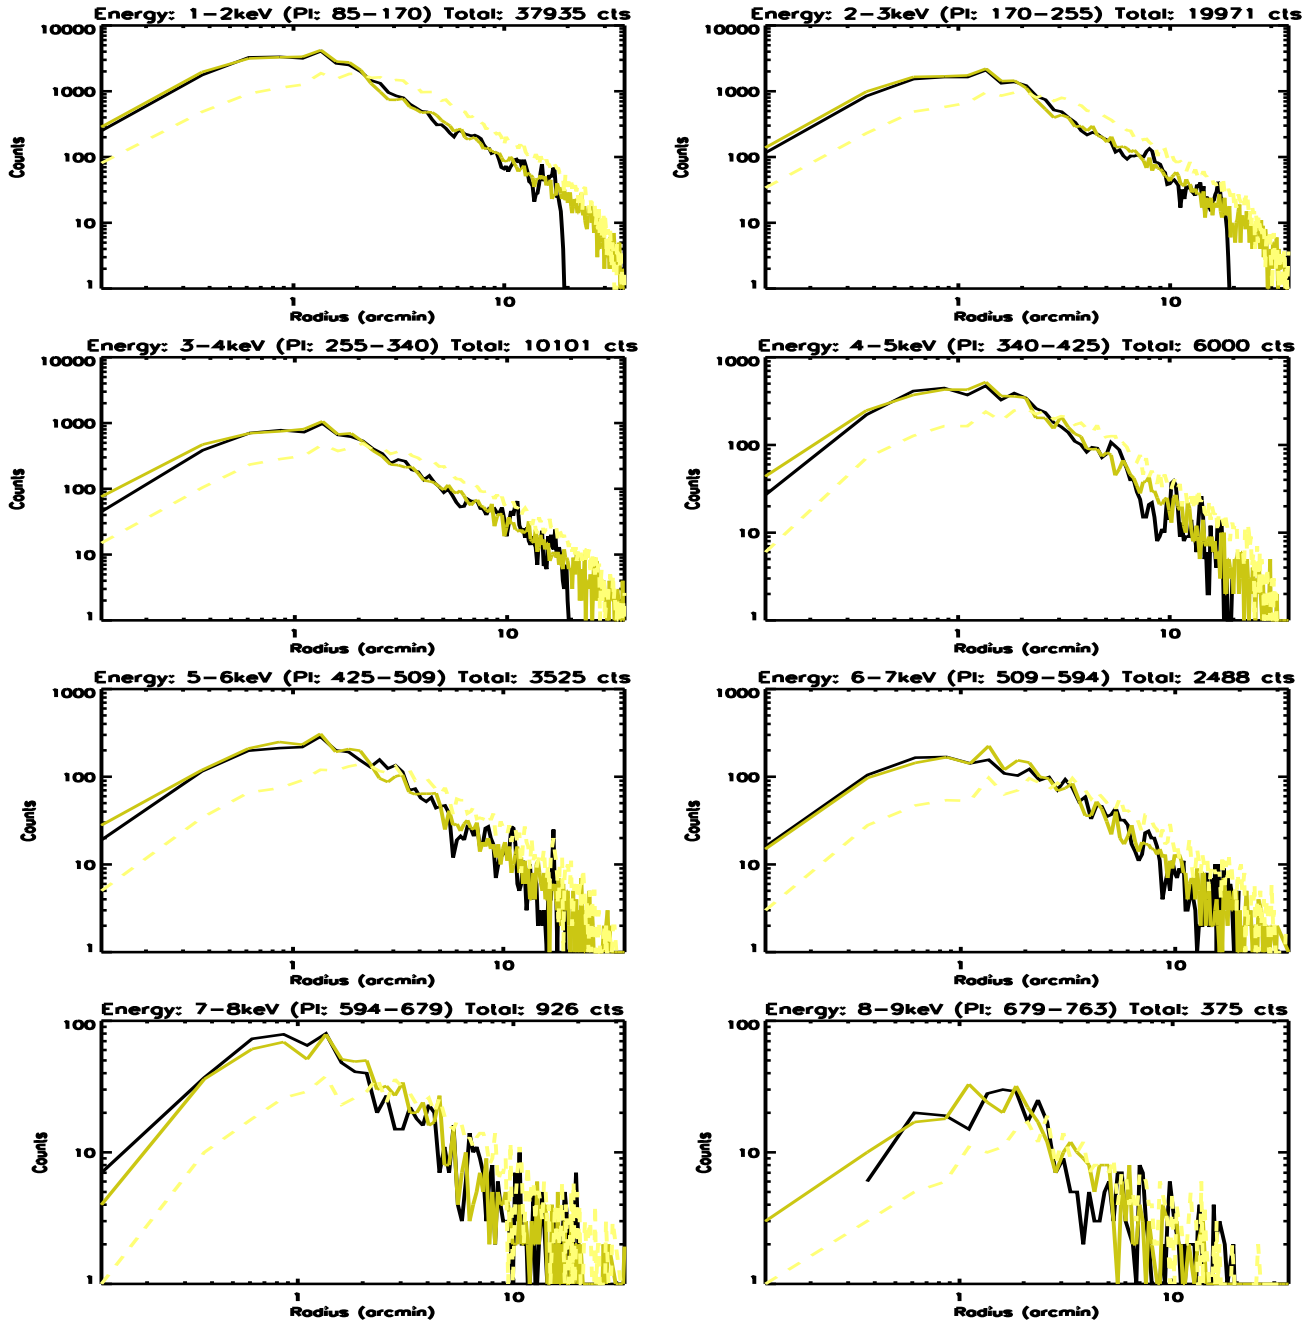 Energy: 1-2keV (PI: 85-170) Total: 37935 cts
10000
1000
100
10
1
Counts
1
10
Radius (arcmin)
Energy: 2-3keV (PI: 170-255) Total: 19971 cts
10000
1000
100
10
1
Counts
1
10
Radius (arcmin)
Energy: 3-4keV (PI: 255-340) Total: 10101 cts
10000
1000
100
10
1
Counts
1
10
Radius (arcmin)
Energy: 4-5keV (PI: 340-425) Total: 6000 cts
1000
100
10
1
Counts
1
10
Radius (arcmin)
Energy: 5-6keV (PI: 425-509) Total: 3525 cts
1000
100
10
1
Counts
1
10
Radius (arcmin)
Energy: 6-7keV (PI: 509-594) Total: 2488 cts
1000
100
10
1
Counts
1
10
Radius (arcmin)
Energy: 7-8keV (PI: 594-679) Total: 926 cts
100
10
1
Counts
1
10
Radius (arcmin)
Energy: 8-9keV (PI: 679-763) Total: 375 cts
100
10
1
Counts
1
10
Radius (arcmin)